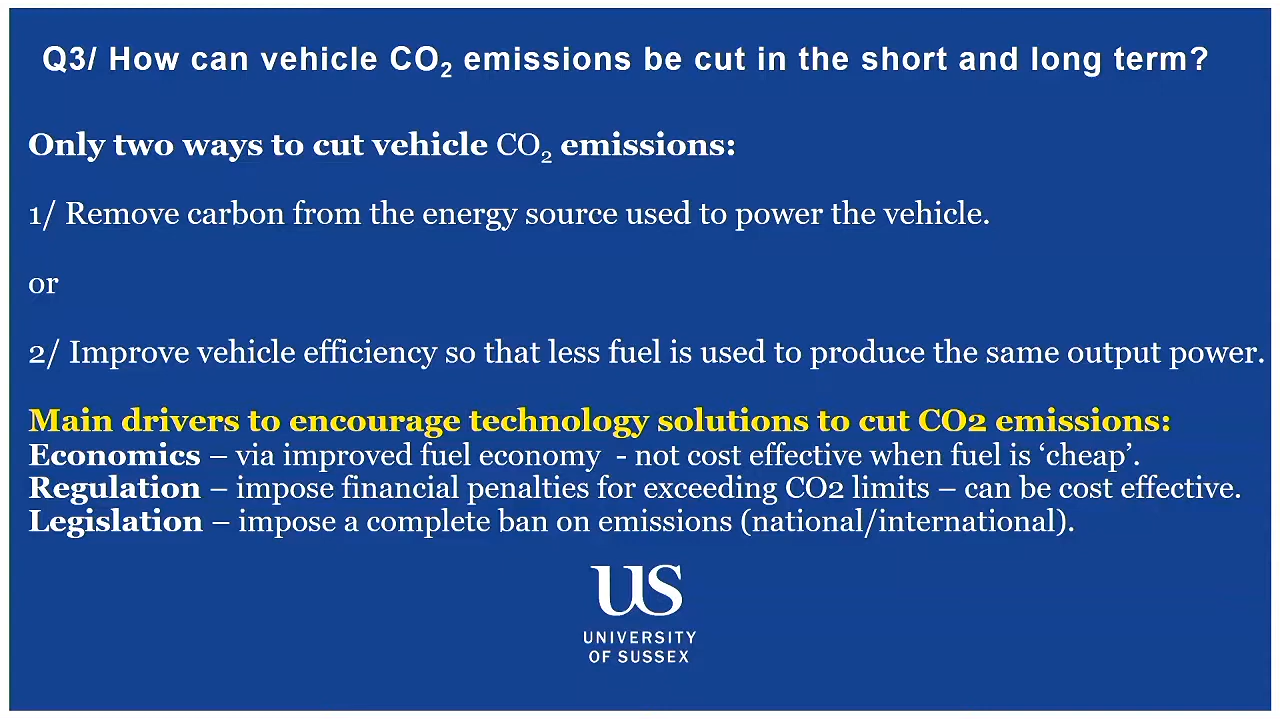 Q3/ How can vehicle CO₂ emissions be cut in the short and long term?
Only two ways to cut vehicle CO₂ emissions:
1/ Remove carbon from the energy source used to power the vehicle.
or
2/ Improve vehicle efficiency so that less fuel is used to produce the same output power.
Main drivers to encourage technology solutions to cut CO2 emissions:
Economics – via improved fuel economy  - not cost effective when fuel is ‘cheap’.
Regulation – impose financial penalties for exceeding CO2 limits – can be cost effective.
Legislation – impose a complete ban on emissions (national/international).
US
UNIVERSITY
OF SUSSEX